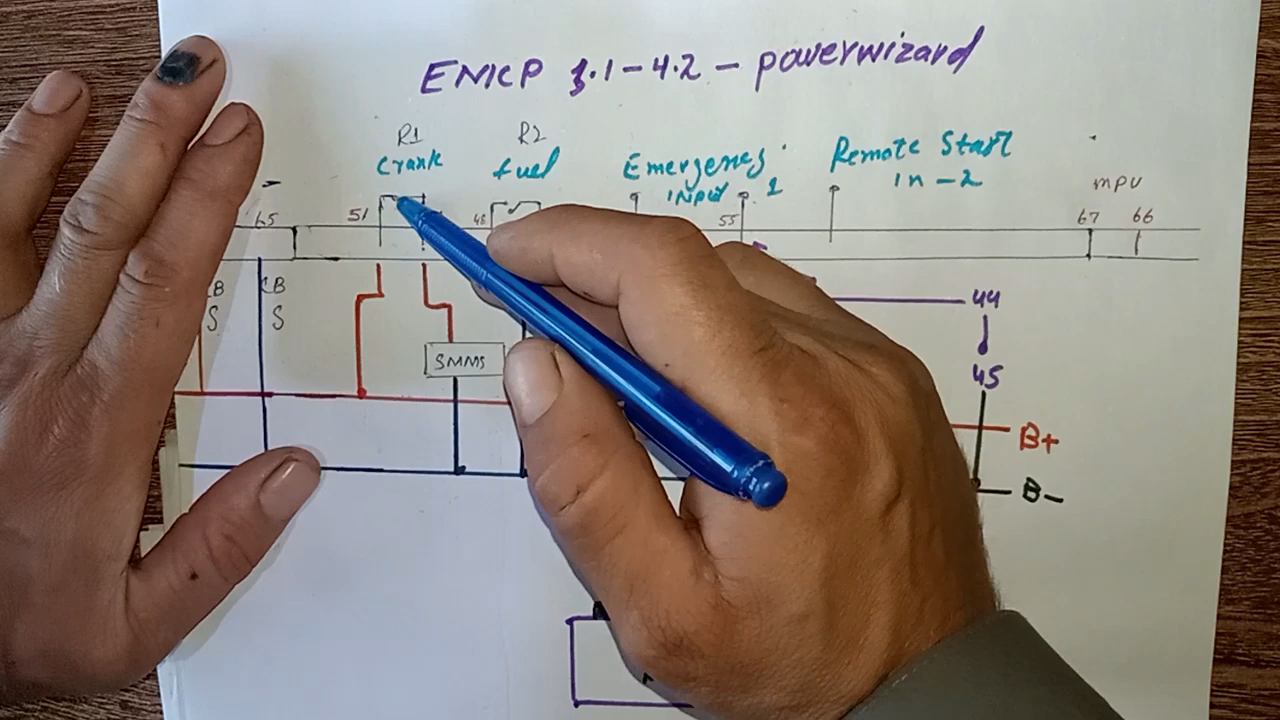 EMCP 3.1-4.2 - powerwizard
R1
Crank
R2
fuel
Emergency
INPUT 1
Remote Start
in-2
MPU
65
51
48
55
67
66
B
S
B
S
SMMS
44
45
B+
B-